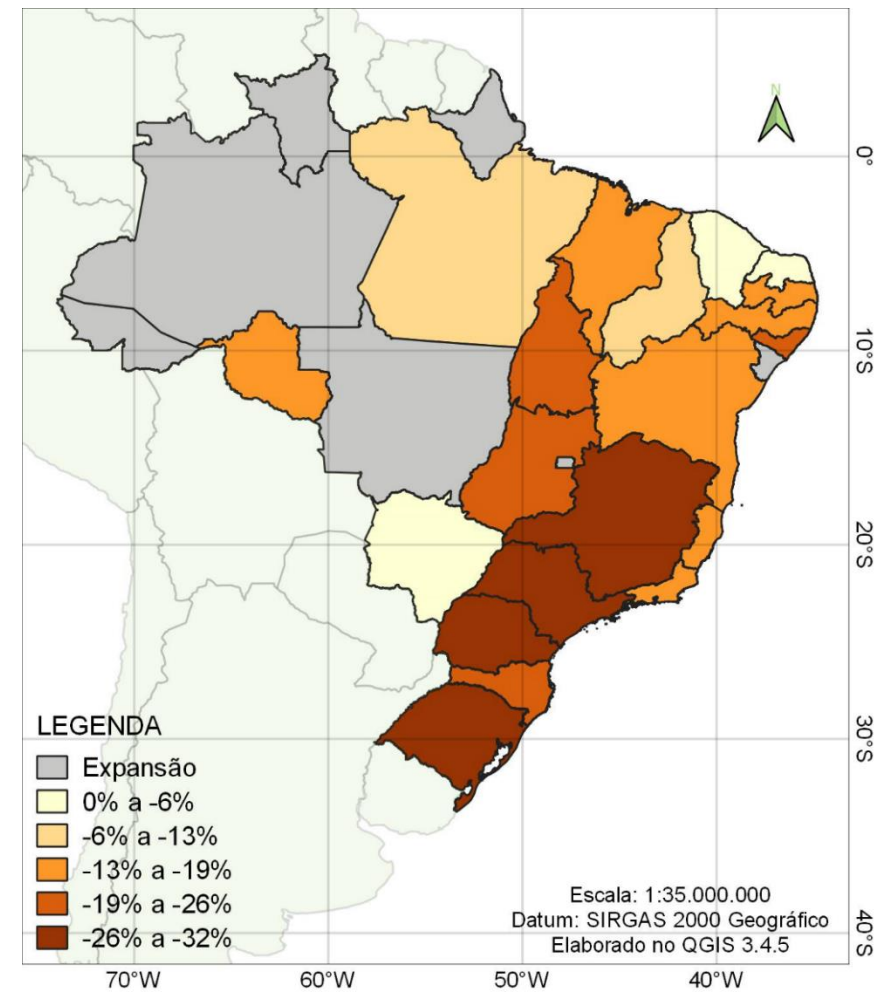 N
0°
10°S
20°S
30°S
40°S
LEGENDA
Expansão
0% a -6%
-6% a -13%
-13% a -19%
-19% a -26%
-26% a -32%
Escala: 1:35.000.000
Datum: SIRGAS 2000 Geográfico
Elaborado no QGIS 3.4.5
70°W
60°W
50°W
40°W